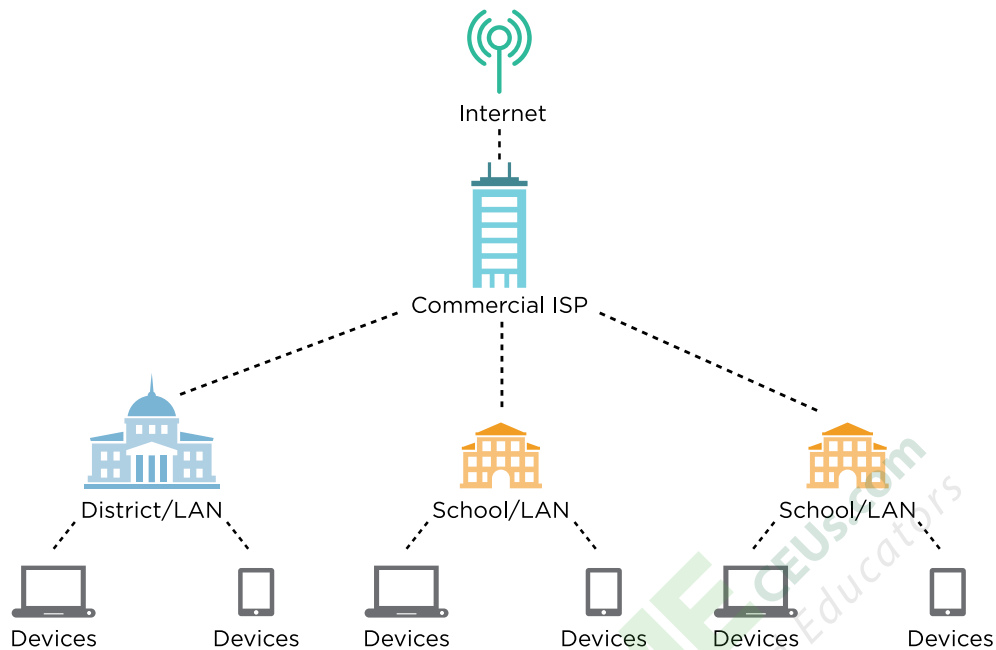 Internet
Commercial ISP
District/LAN
School/LAN
School/LAN
Devices
Devices
Devices
Devices
Devices
Devices
CEUs.com
Educators